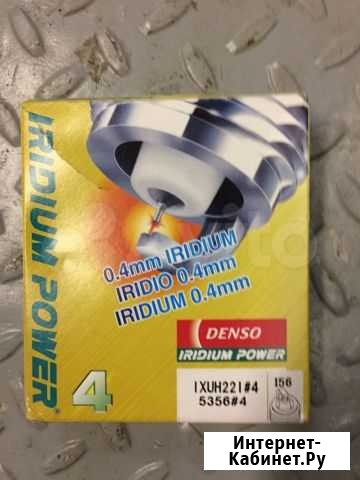 IRIDIUM POWER®
4
0.4mm IRIDIUM
IRIDIO 0.4mm
IRIDIUM 0.4mm
DENSO
IRIDIUM POWER
IXUH22I#4
5356#4
I56
Интернет-
Кабинет.Ру